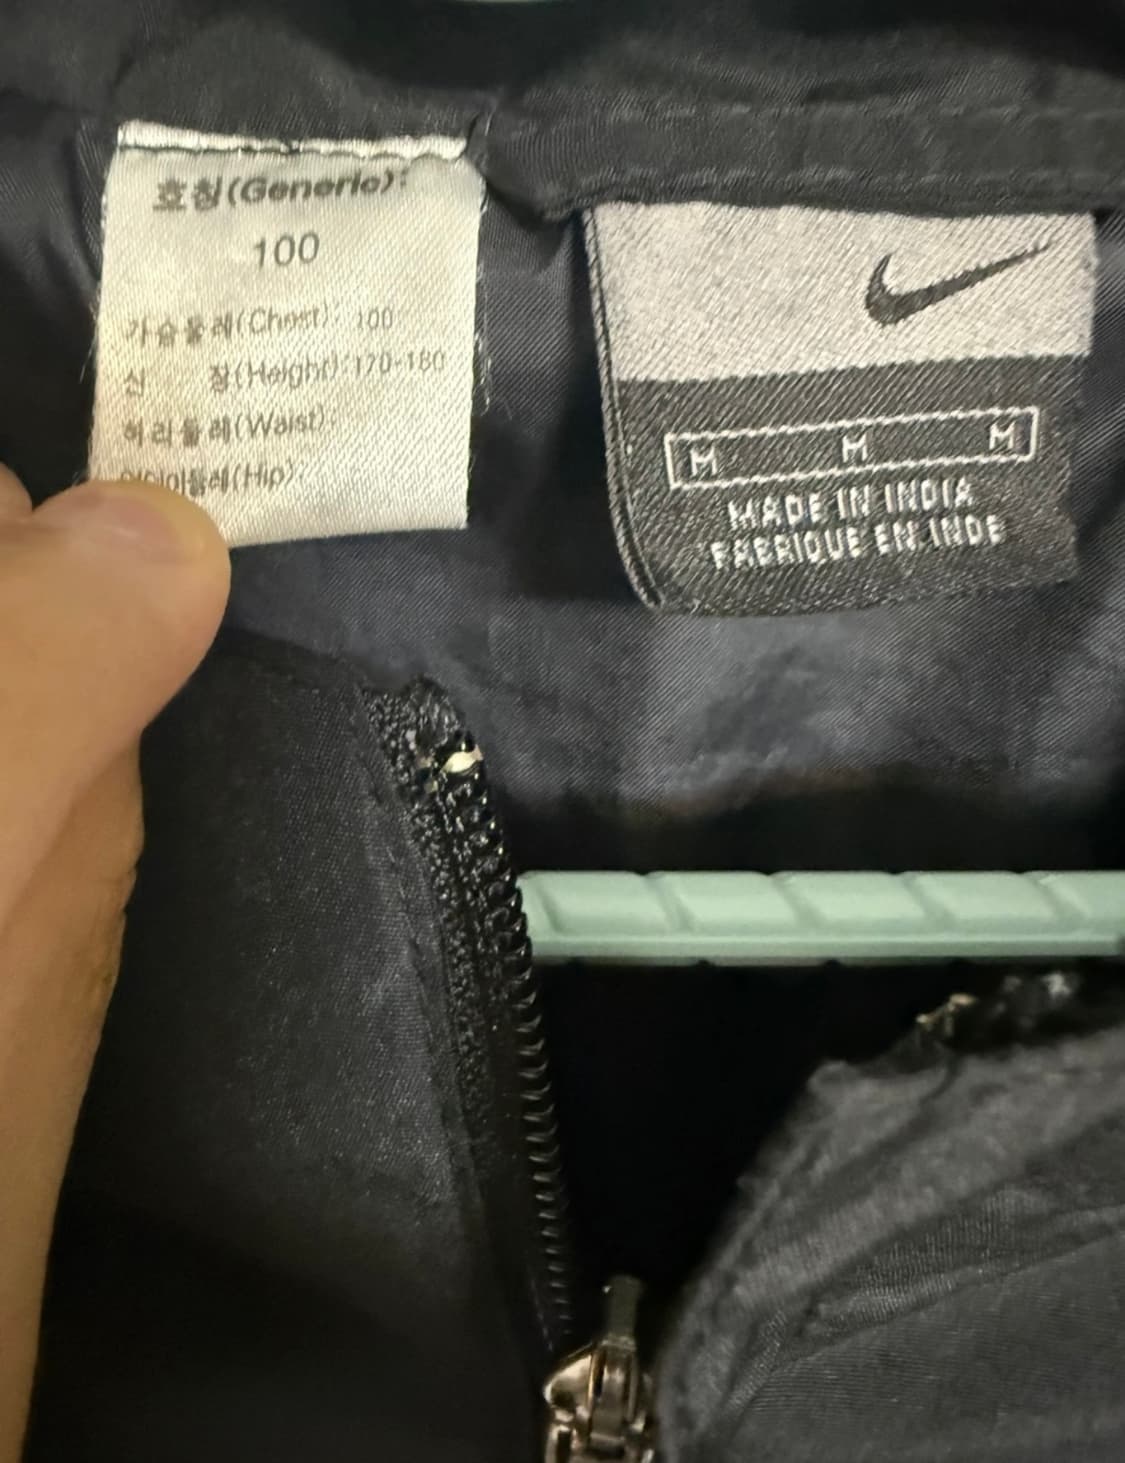 호칭(Generic):
100
가슴둘레(Chest): 100
신 장(Height):170-180
허리둘레(Waist):
엉덩이둘레(Hip):
M M M
MADE IN INDIA
FABRIQUE EN INDE